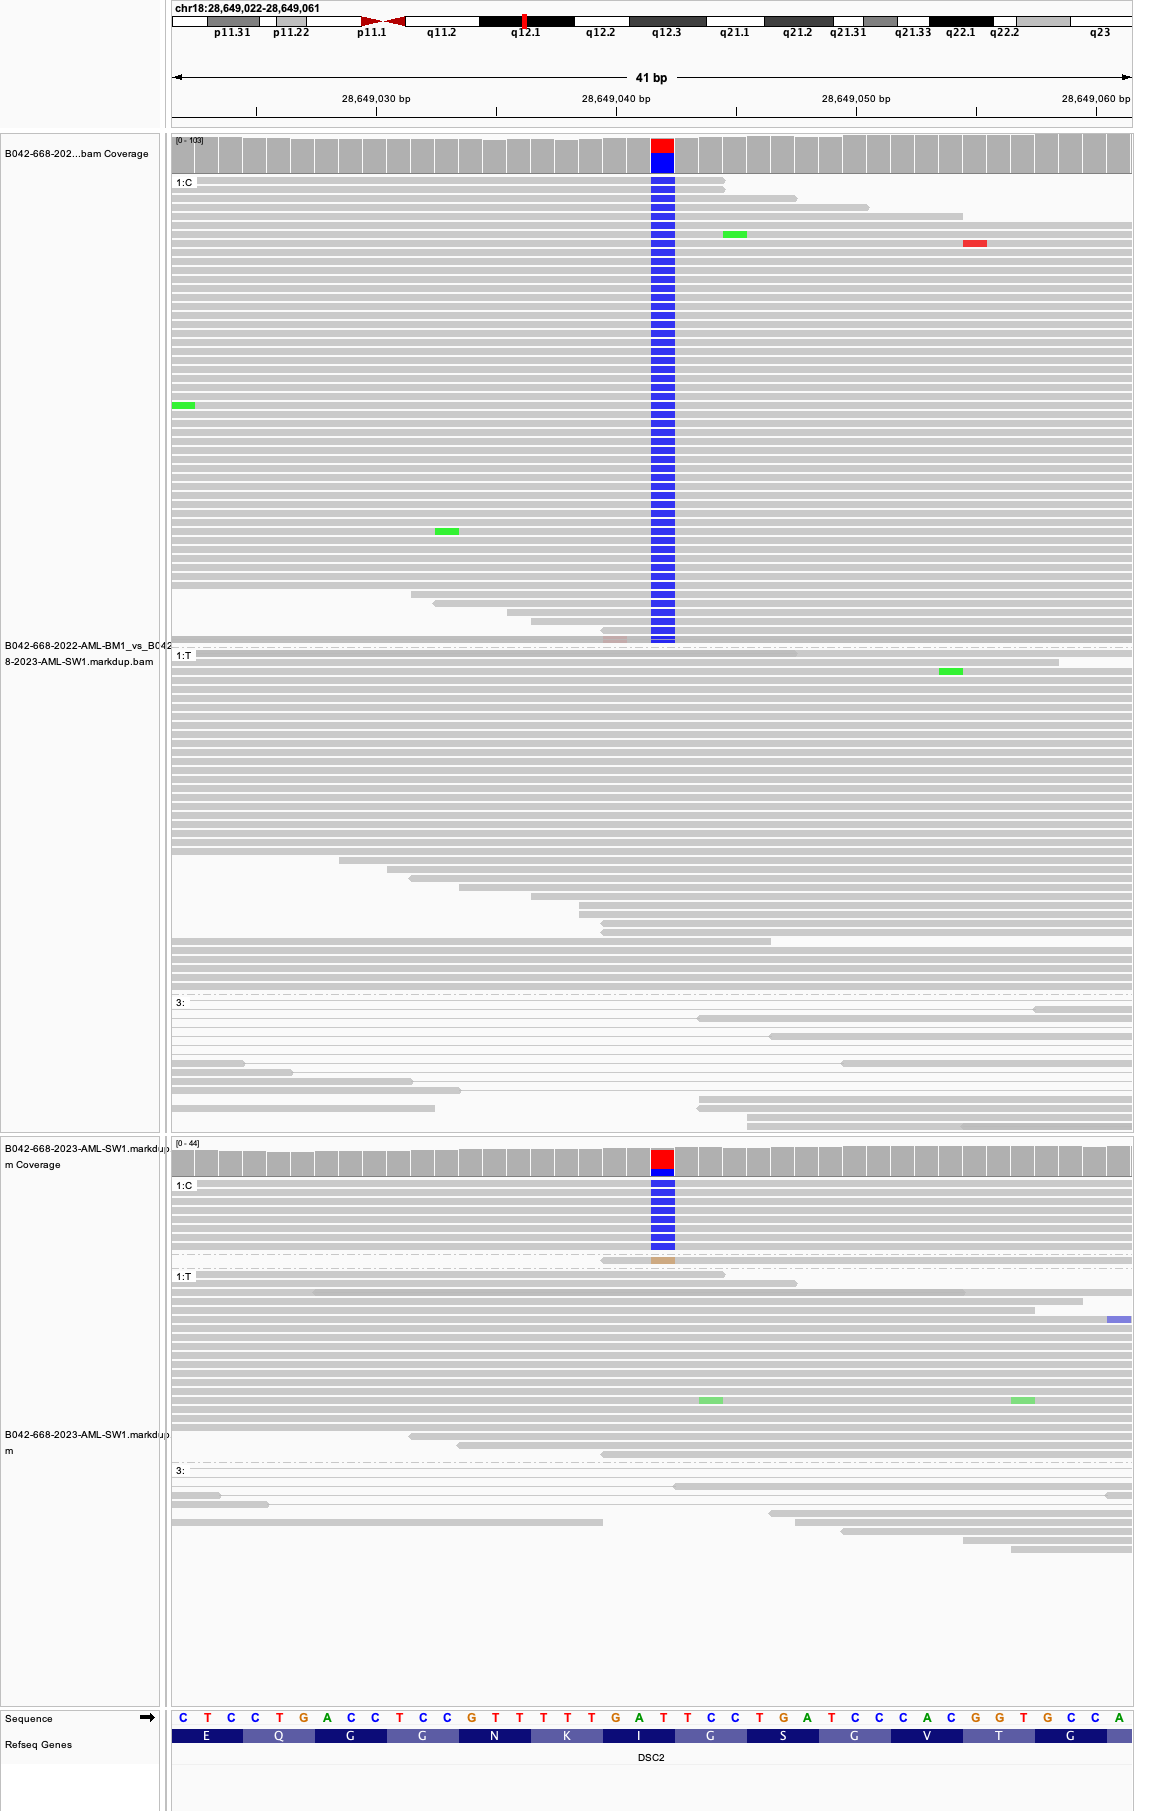 chr18:28,649,022-28,649,061
p11.31 p11.22 p11.1 q11.2 q12.1 q12.2 q12.3 q21.1 q21.2 q21.31 q21.33 q22.1 q22.2 q23
41 bp
28,649,030 bp 28,649,040 bp 28,649,050 bp 28,649,060 bp
[0 - 103]
B042-668-202...bam Coverage
1:C
B042-668-2022-AML-BM1_vs_B042
1:T
8-2023-AML-SW1.markdup.bam
3:
[0 - 44]
B042-668-2023-AML-SW1.markdup
m Coverage
1:C
1:T
B042-668-2023-AML-SW1.markdup
m
3:
Sequence C T C C T G A C C T C C G T T T T T G A T T C C T G A T C C C A C G G T G C C A
E Q G G N K I G S G V T G
Refseq Genes
DSC2